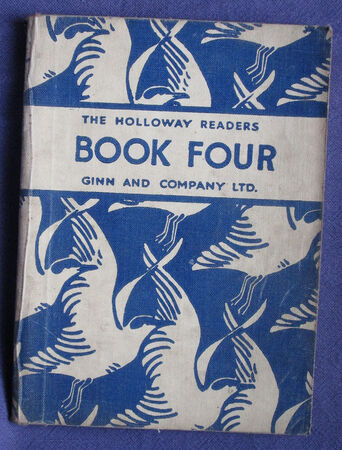 THE HOLLOWAY READERS
BOOK FOUR
GINN AND COMPANY LTD.